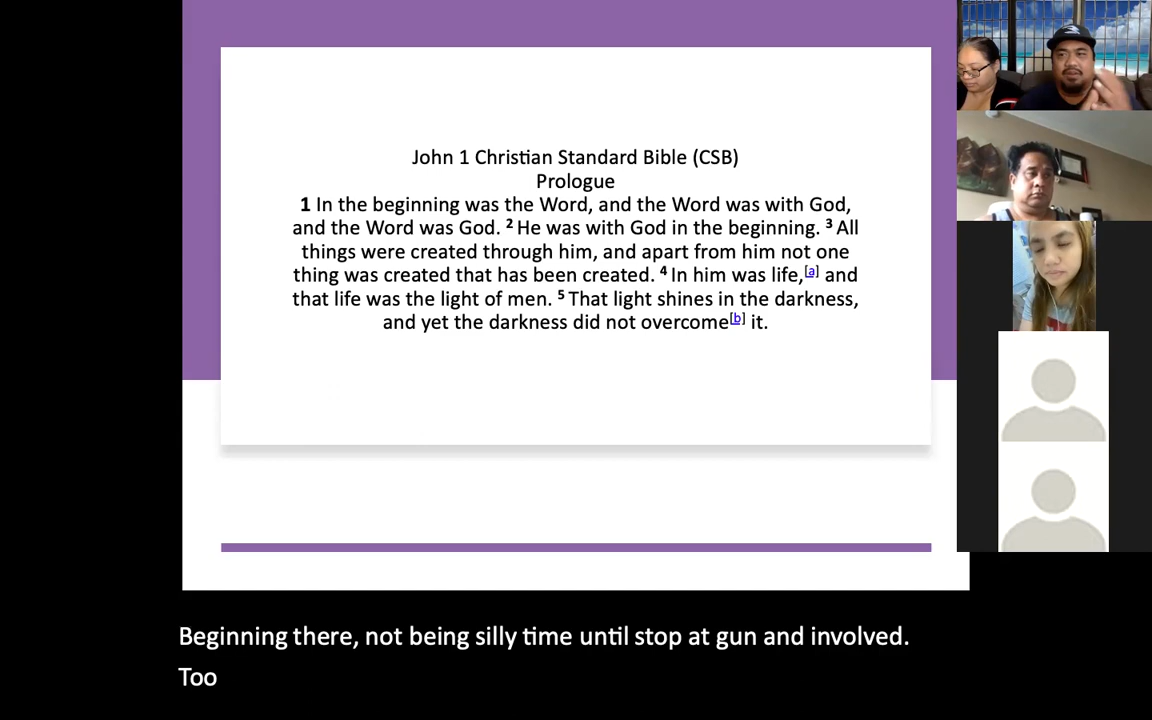 John 1 Christian Standard Bible (CSB)
Prologue
1 In the beginning was the Word, and the Word was with God,
and the Word was God. 2 He was with God in the beginning. 3 All
things were created through him, and apart from him not one
thing was created that has been created. 4 In him was life,[a] and
that life was the light of men. 5 That light shines in the darkness,
and yet the darkness did not overcome[b] it.
Beginning there, not being silly time until stop at gun and involved.
Too